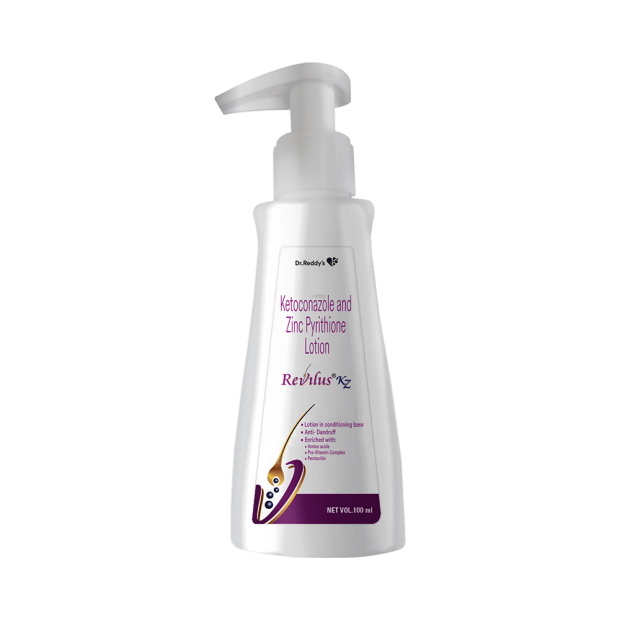 Dr.Reddy's
Ketoconazole and
Zinc Pyrithione
Lotion
Revilus® KZ
• Lotion in conditioning base
• Anti- Dandruff
• Enriched with:
• Amino acids
• Pro-Vitamin Complex
• Pentavitin
NET VOL.100 ml